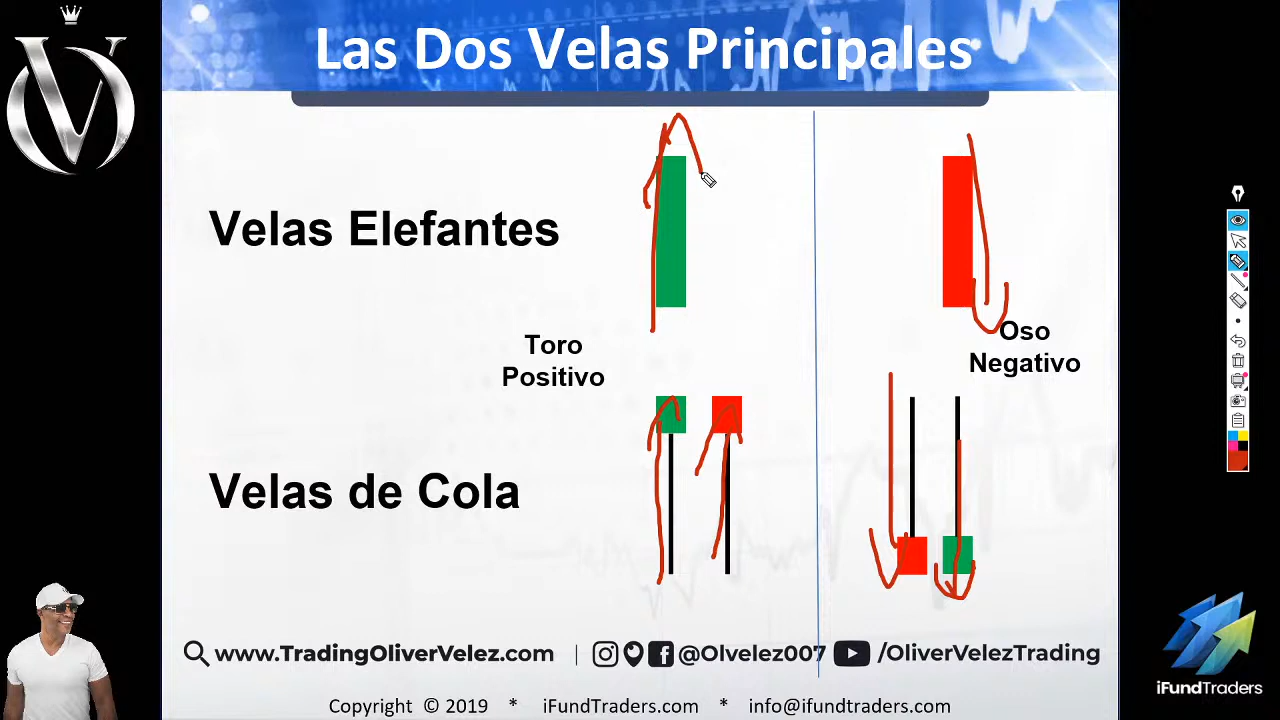 Las Dos Velas Principales
Velas Elefantes
Toro
Positivo
Oso
Negativo
Velas de Cola
www.TradingOliverVelez.com | @Olvelez007 /OliverVelezTrading
Copyright © 2019 * iFundTraders.com * info@ifundtraders.com
iFundTraders
OV